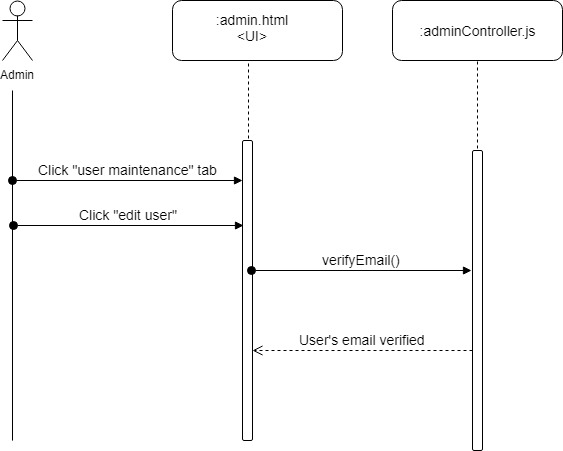 :admin.html
<UI>
:adminController.js
Admin
Click "user maintenance" tab
Click "edit user"
verifyEmail()
User's email verified